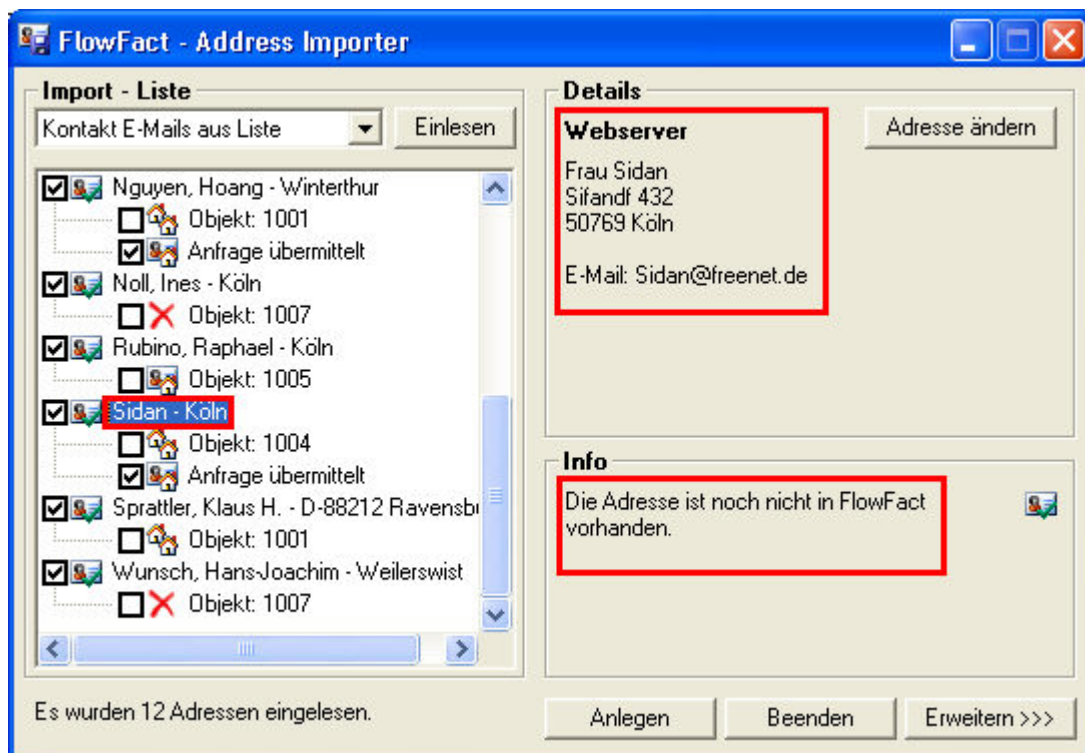 FlowFact - Address Importer
Import - Liste
Kontakt E-Mails aus Liste
Einlesen
Nguyen, Hoang - Winterthur
Objekt: 1001
Anfrage übermittelt
Noll, Ines - Köln
Objekt: 1007
Rubino, Raphael - Köln
Objekt: 1005
Sidan - Köln
Objekt: 1004
Anfrage übermittelt
Sprattler, Klaus H. - D-88212 Ravensbu
Objekt: 1001
Wunsch, Hans-Joachim - Weilerswist
Objekt: 1007
Es wurden 12 Adressen eingelesen.
Details
Webserver
Adresse ändern
Frau Sidan
Sifandf 432
50769 Köln
E-Mail: Sidan@freenet.de
Info
Die Adresse ist noch nicht in FlowFact
vorhanden.
Anlegen
Beenden
Erweitern >>>